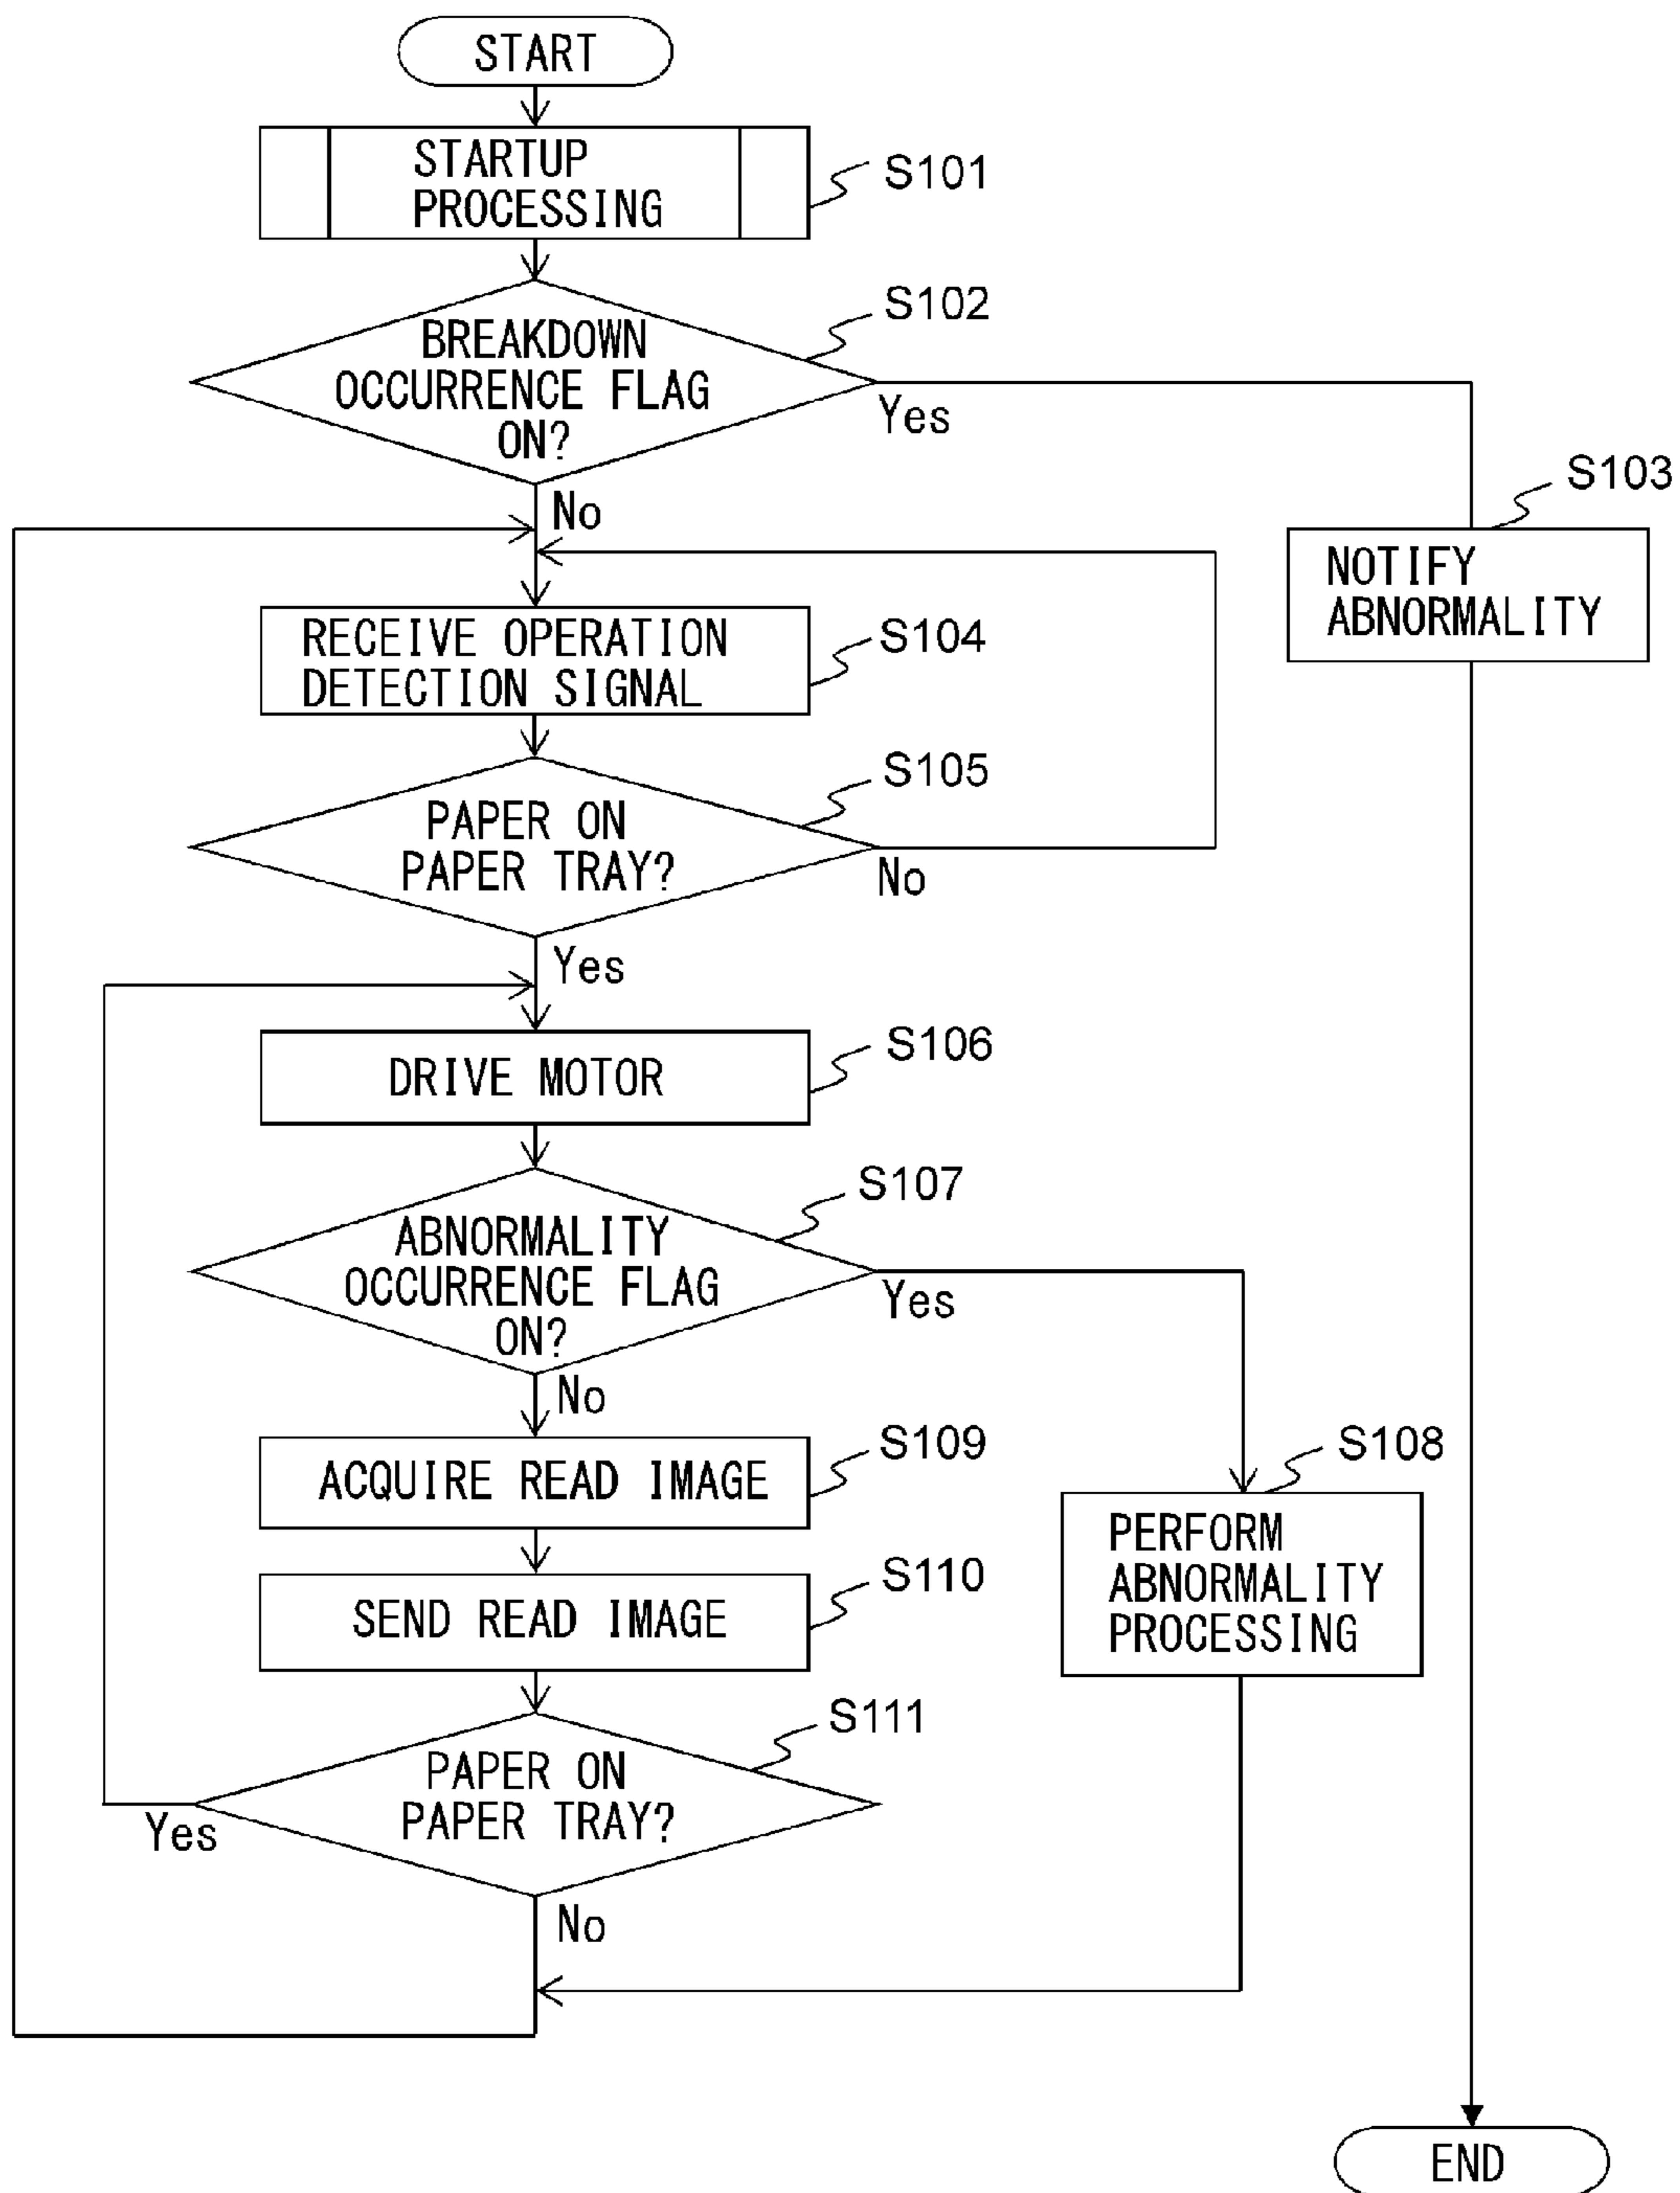 START
STARTUP
PROCESSING
S101
BREAKDOWN
OCCURRENCE FLAG
ON?
S102
Yes
No
NOTIFY
ABNORMALITY
S103
RECEIVE OPERATION
DETECTION SIGNAL
S104
PAPER ON
PAPER TRAY?
S105
No
Yes
DRIVE MOTOR
S106
ABNORMALITY
OCCURRENCE FLAG
ON?
S107
Yes
No
ACQUIRE READ IMAGE
S109
PERFORM
ABNORMALITY
PROCESSING
S108
SEND READ IMAGE
S110
PAPER ON
PAPER TRAY?
S111
Yes
No
END